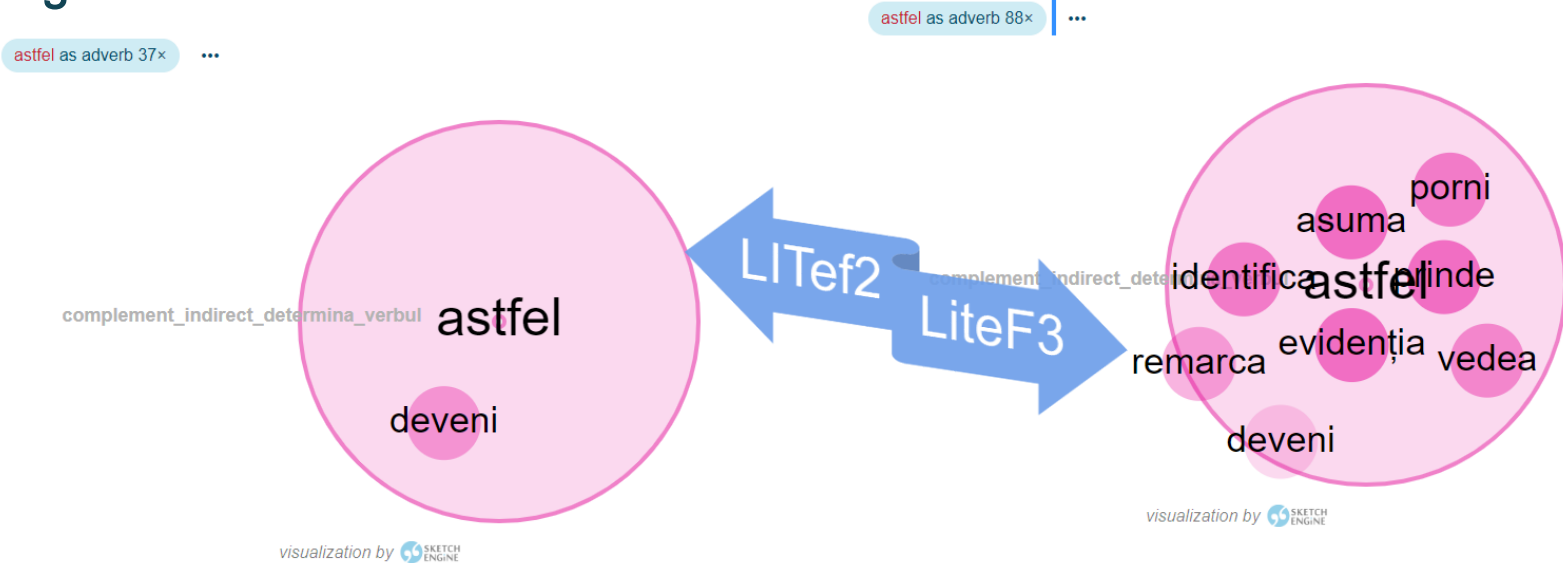 g
astfel as adverb 37× •••
complement_indirect_determina_verbul
astfel
deveni
visualization by SKETCH ENGINE
LITef2
LiteF3
astfel as adverb 88× •••
porni
asuma
identifica
astfel
prinde
evidenția
remarca
vedea
deveni
visualization by SKETCH ENGINE